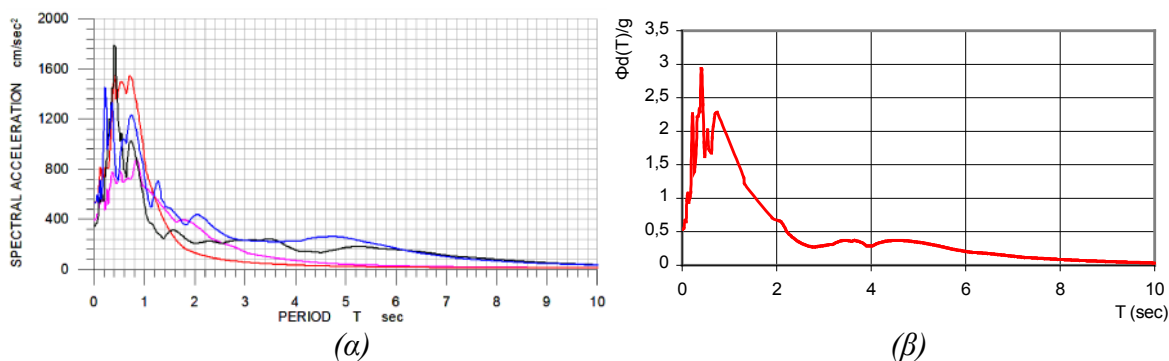 SPECTRAL ACCELERATION cm/sec²
2000
1600
1200
800
400
0
0 1 2 3 4 5 6 7 8 9 10
PERIOD T sec
(α)
Φd(T)/g
3,5
3
2,5
2
1,5
1
0,5
0
0 2 4 6 8 10
T (sec)
(β)